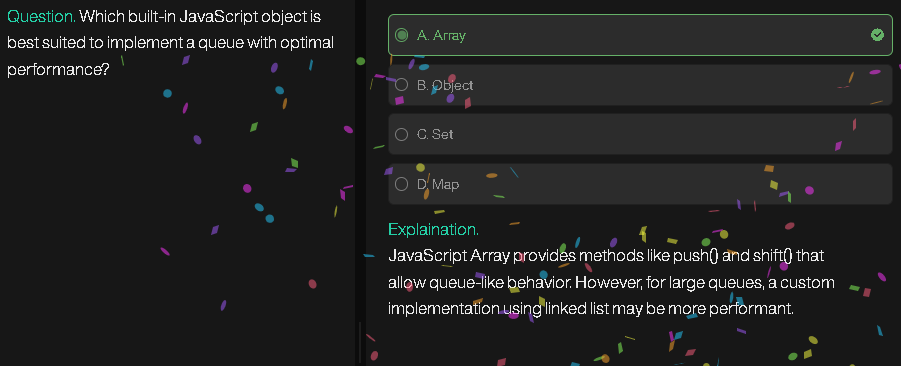 Question. Which built-in JavaScript object is
best suited to implement a queue with optimal
performance?
A. Array
B. Object
C. Set
D. Map
Explaination.
JavaScript Array provides methods like push() and shift() that
allow queue-like behavior. However, for large queues, a custom
implementation using linked list may be more performant.